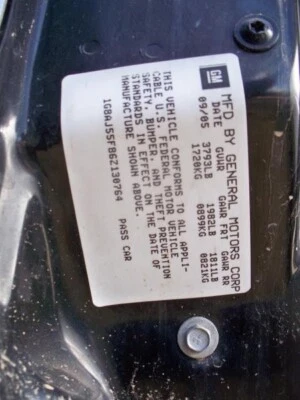 GM
MFD BY GENERAL MOTORS CORP
DATE GVWR GAWR FRT GAWR RR
09/05 3793LB 1982LB 1811LB
1720KG 0899KG 0821KG
THIS VEHICLE CONFORMS TO ALL APPLI-
CABLE U.S. FEDERAL MOTOR VEHICLE
SAFETY, BUMPER, AND THEFT PREVENTION
STANDARDS IN EFFECT ON THE DATE OF
MANUFACTURE SHOWN ABOVE.
1G8AJ55F86Z130764 PASS CAR